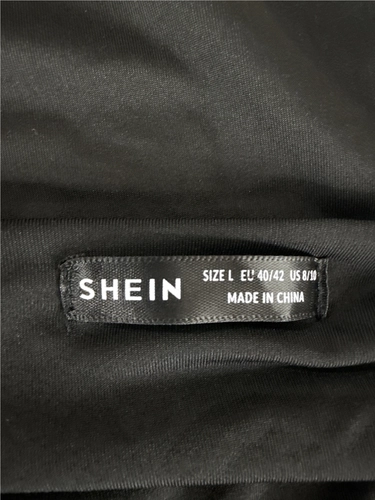 SHEIN
SIZE L EU 40/42 US 8/10
MADE IN CHINA